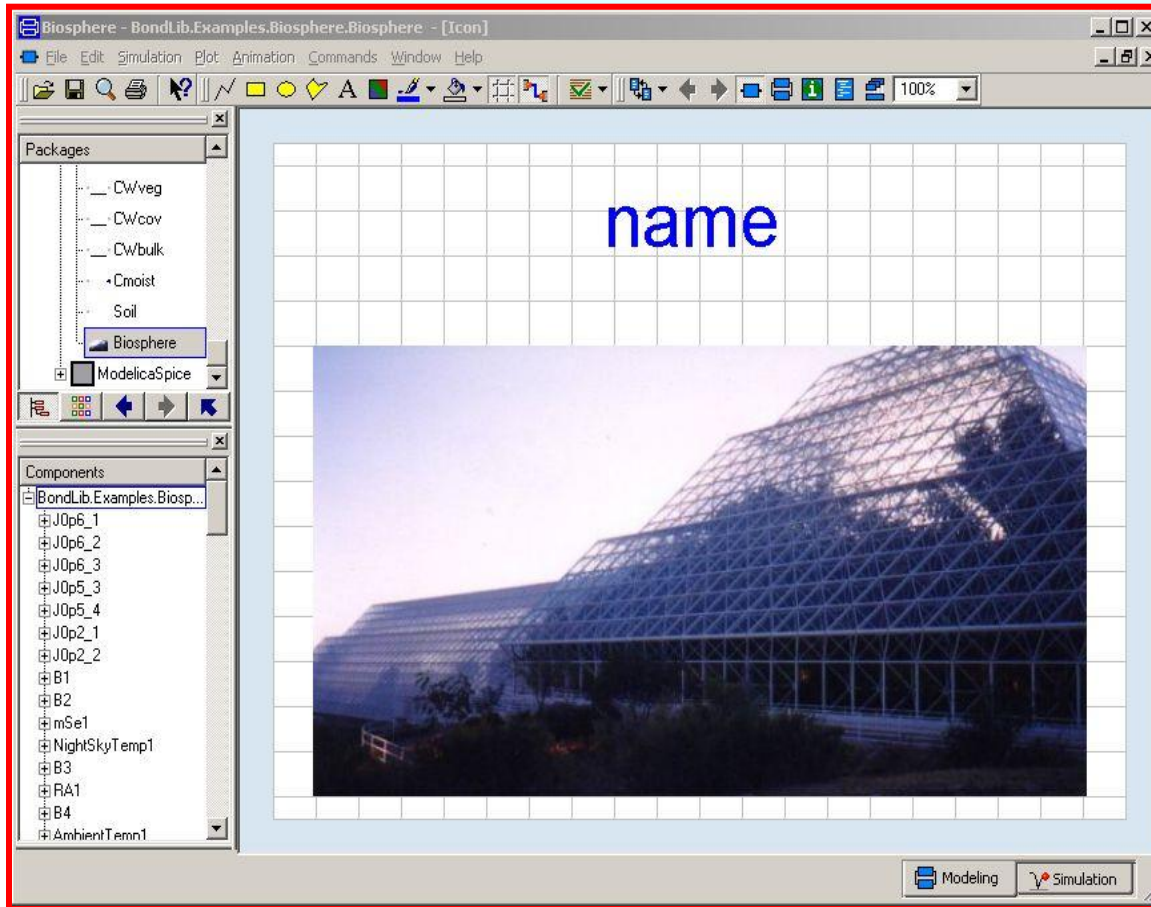 Biosphere - BondLib.Examples.Biosphere.Biosphere - [Icon]
File Edit Simulation Plot Animation Commands Window Help
A 100%
Packages
CWveg
CWcov
CWbulk
Cmoist
Soil
Biosphere
ModelicaSpice
name
Components
BondLib.Examples.Biosp...
J0p6_1
J0p6_2
J0p6_3
J0p5_3
J0p5_4
J0p2_1
J0p2_2
B1
B2
mSe1
NightSkyTemp1
B3
RA1
B4
AmbientTemp1
Modeling Simulation